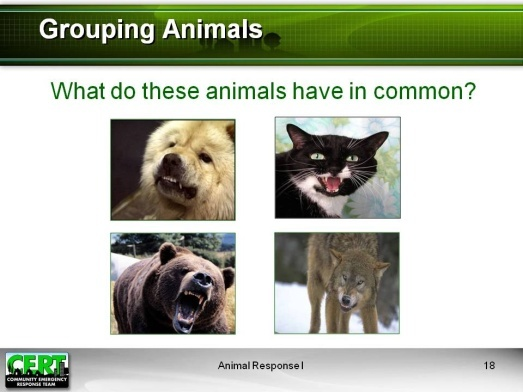 Grouping Animals
What do these animals have in common?
CERT
COMMUNITY EMERGENCY
RESPONSE TEAM
Animal Response I
18